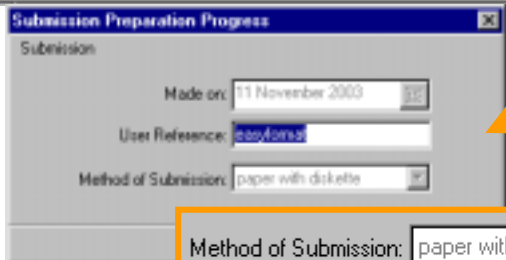 Submission Preparation Progress
Submission
Made on: 11 November 2003
User Reference: easyformat
Method of Submission: paper with diskette
Method of Submission: paper with